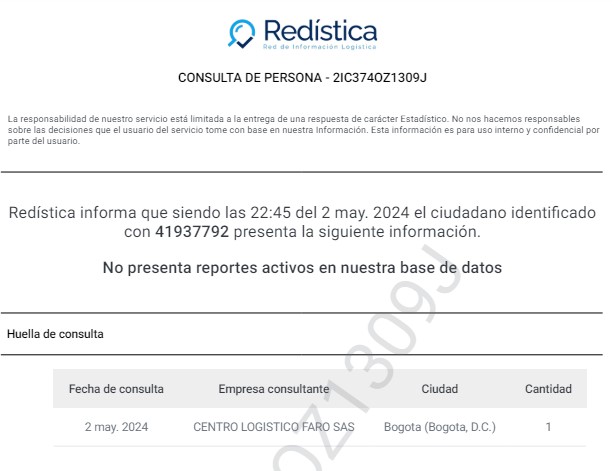 Redística
Red de Información Logística
CONSULTA DE PERSONA - 2IC374OZ1309J
La responsabilidad de nuestro servicio está limitada a la entrega de una respuesta de carácter Estadístico. No nos hacemos responsables
sobre las decisiones que el usuario del servicio tome con base en nuestra Información. Esta información es para uso interno y confidencial por
parte del usuario.
Redística informa que siendo las 22:45 del 2 may. 2024 el ciudadano identificado
con 41937792 presenta la siguiente información.
No presenta reportes activos en nuestra base de datos
Huella de consulta
Fecha de consulta Empresa consultante Ciudad Cantidad
2 may. 2024 CENTRO LOGISTICO FARO SAS Bogota (Bogota, D.C.) 1
OZ1309J